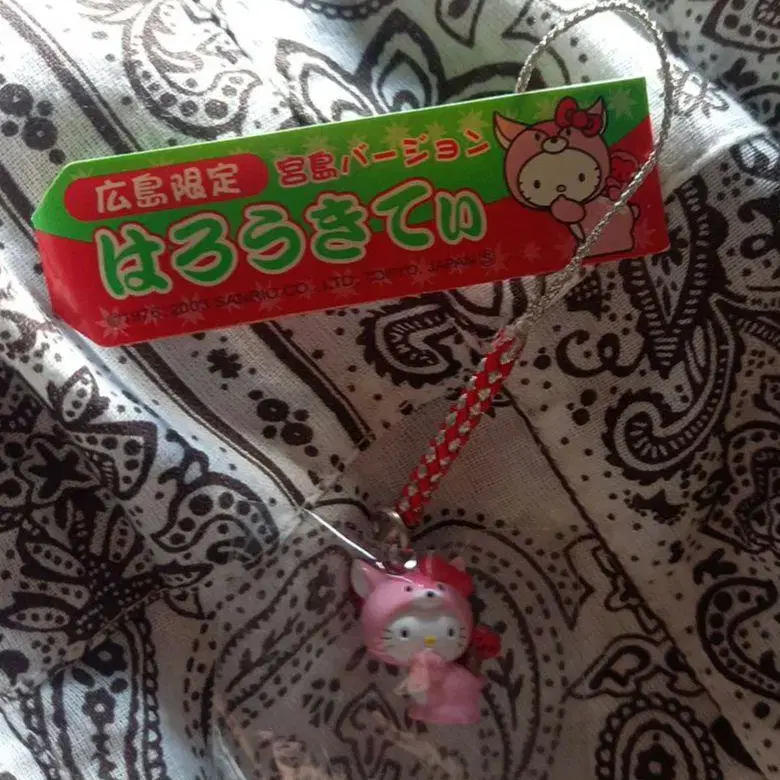 広島限定 宮島バージョン
はろうきてぃ
©1976, 2003 SANRIO CO., LTD. TOKYO, JAPAN Ⓢ